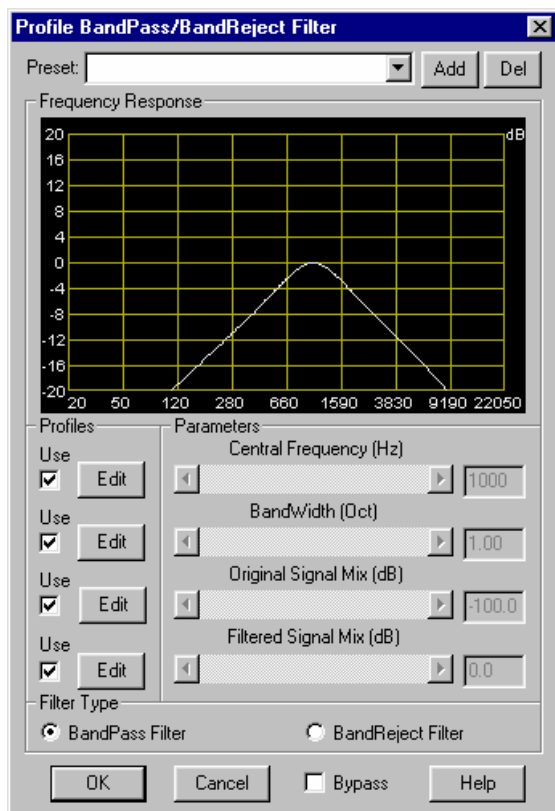 Profile BandPass/BandReject Filter
Preset: Add Del
Frequency Response
20 dB
16
12
8
4
0
-4
-8
-12
-16
-20
20 50 120 280 660 1590 3830 9190 22050
Profiles Parameters
Use Central Frequency (Hz)
Edit 1000
Use BandWidth (Oct)
Edit 1.00
Use Original Signal Mix (dB)
Edit -100.0
Use Filtered Signal Mix (dB)
Edit 0.0
Filter Type
BandPass Filter BandReject Filter
OK Cancel Bypass Help